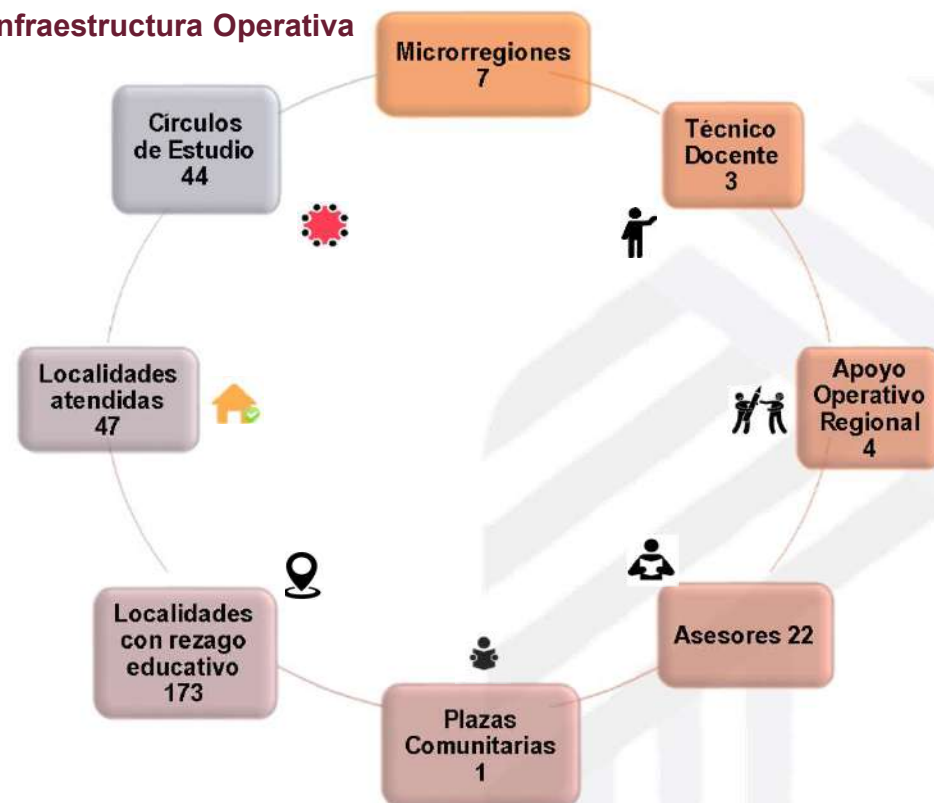 nfraestructura Operativa
Microrregiones
7
Técnico
Docente
3
Apoyo
Operativo
Regional
4
Asesores 22
Plazas
Comunitarias
1
Localidades
con rezago
educativo
173
Localidades
atendidas
47
Círculos
de Estudio
44